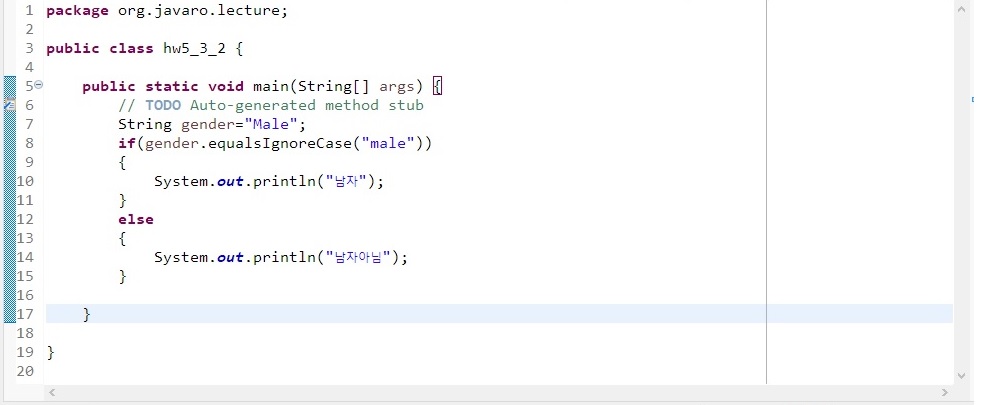 1 package org.javaro.lecture;
2
3 public class hw5_3_2 {
4
5 public static void main(String[] args) {
6 // TODO Auto-generated method stub
7 String gender="Male";
8 if(gender.equalsIgnoreCase("male"))
9 {
10 System.out.println("남자");
11 }
12 else
13 {
14 System.out.println("남자아님");
15 }
16
17 }
18
19 }
20